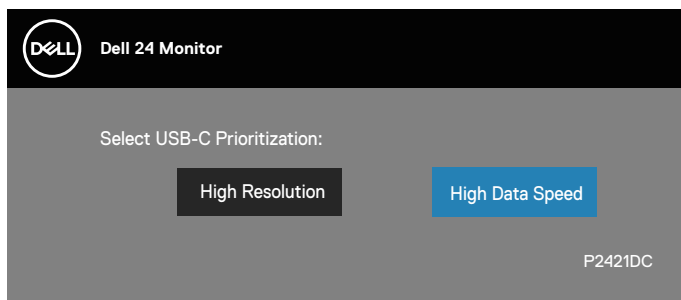 DELL Dell 24 Monitor
Select USB-C Prioritization:
High Resolution High Data Speed
P2421DC